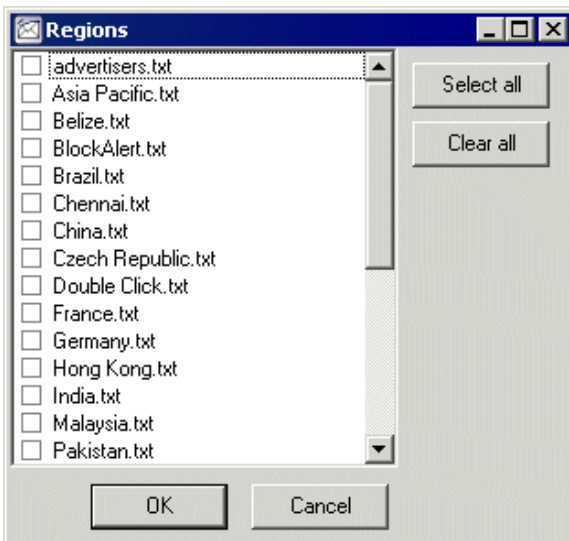 Regions
advertisers.txt
Asia Pacific.txt
Belize.txt
BlockAlert.txt
Brazil.txt
Chennai.txt
China.txt
Czech Republic.txt
Double Click.txt
France.txt
Germany.txt
Hong Kong.txt
India.txt
Malaysia.txt
Pakistan.txt
Select all
Clear all
OK Cancel